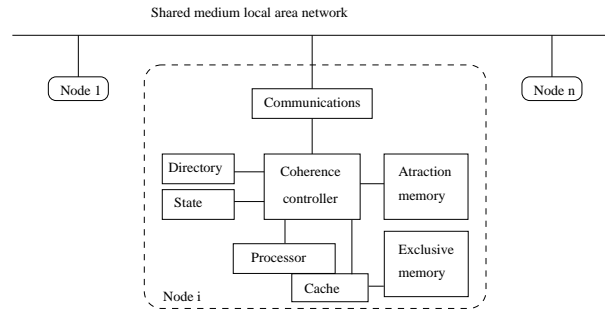 Shared medium local area network
Node 1
Node n
Communications
Directory
Coherence
controller
Atraction
memory
State
Processor
Exclusive
memory
Cache
Node i